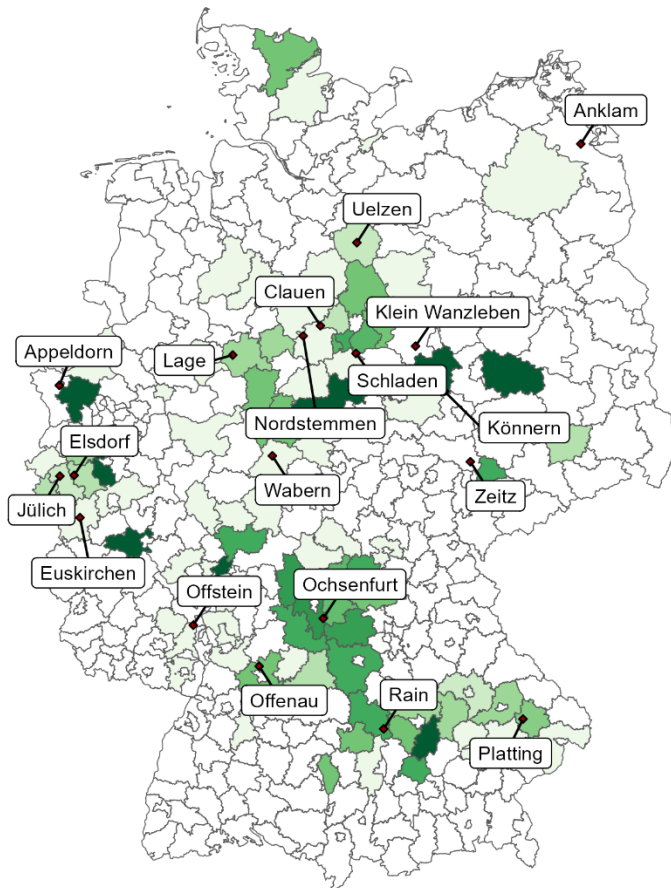 Anklam
Uelzen
Clauen
Klein Wanzleben
Appeldorn
Lage
Schladen
Nordstemmen
Könnern
Elsdorf
Wabern
Zeitz
Jülich
Euskirchen
Offstein
Ochsenfurt
Offenau
Rain
Platting